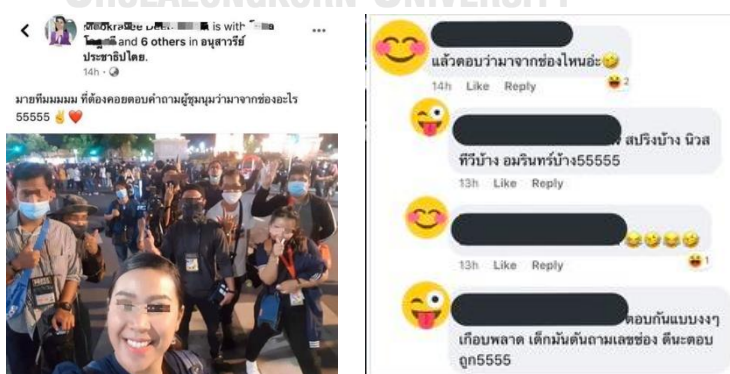 CHULALONGKORN UNIVERSITY
is with
and 6 others in อนุสาวรีย์
ประชาธิปไตย.
14h
มายทีมมมมม ที่ต้องคอยตอบคำถามผู้ชุมนุมว่ามาจากช่องอะไร
55555 ✌️❤️
PRESS
แล้วตอบว่ามาจากช่องไหนอ่ะ🤣
14h Like Reply 2
สปริงบ้าง นิวส
ทีวีบ้าง อมรินทร์บ้าง55555
13h Like Reply
😂🤣😂🤣
13h Like Reply 1
ตอบกันแบบงงๆ
เกือบพลาด เด็กมันดันถามเลขช่อง ดีนะตอบ
ถูก5555